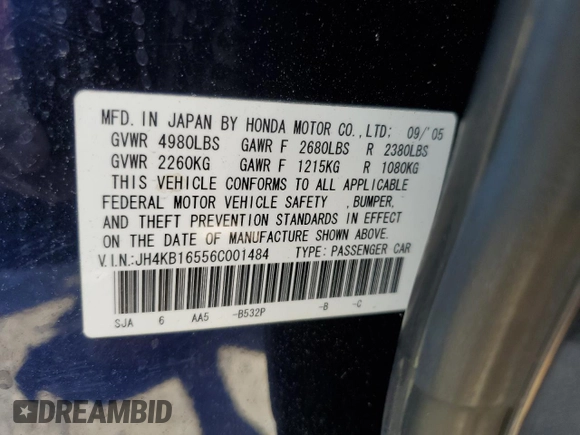 MFD. IN JAPAN BY HONDA MOTOR CO.,LTD; 09/'05
GVWR 4980LBS GAWR F 2680LBS R 2380LBS
GVWR 2260KG GAWR F 1215KG R 1080KG
THIS VEHICLE CONFORMS TO ALL APPLICABLE
FEDERAL MOTOR VEHICLE SAFETY ,BUMPER,
AND THEFT PREVENTION STANDARDS IN EFFECT
ON THE DATE OF MANUFACTURE SHOWN ABOVE.
V.IN.:JH4KB16556C001484 TYPE: PASSENGER CAR
SJA 6 AA5 -B532P -B -C
DREAMBID